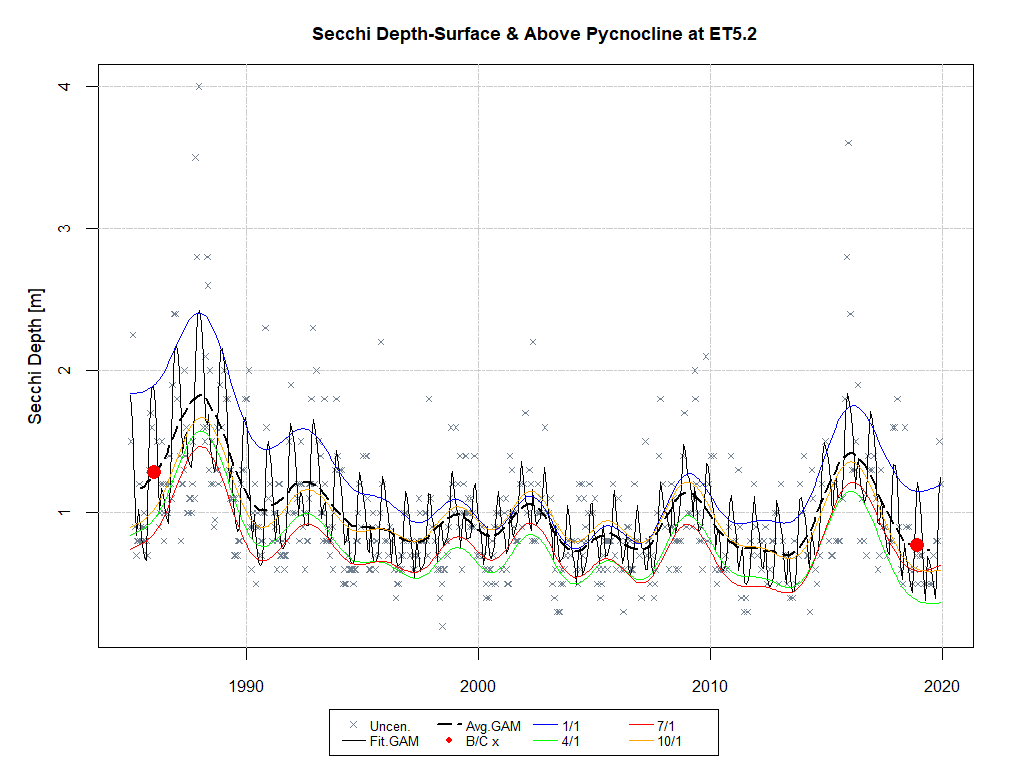 Secchi Depth-Surface & Above Pycnocline at ET5.2
Secchi Depth [m]
4
3
2
1
1990 2000 2010 2020
Uncen. Avg.GAM 1/1 7/1
Fit.GAM B/C x 4/1 10/1